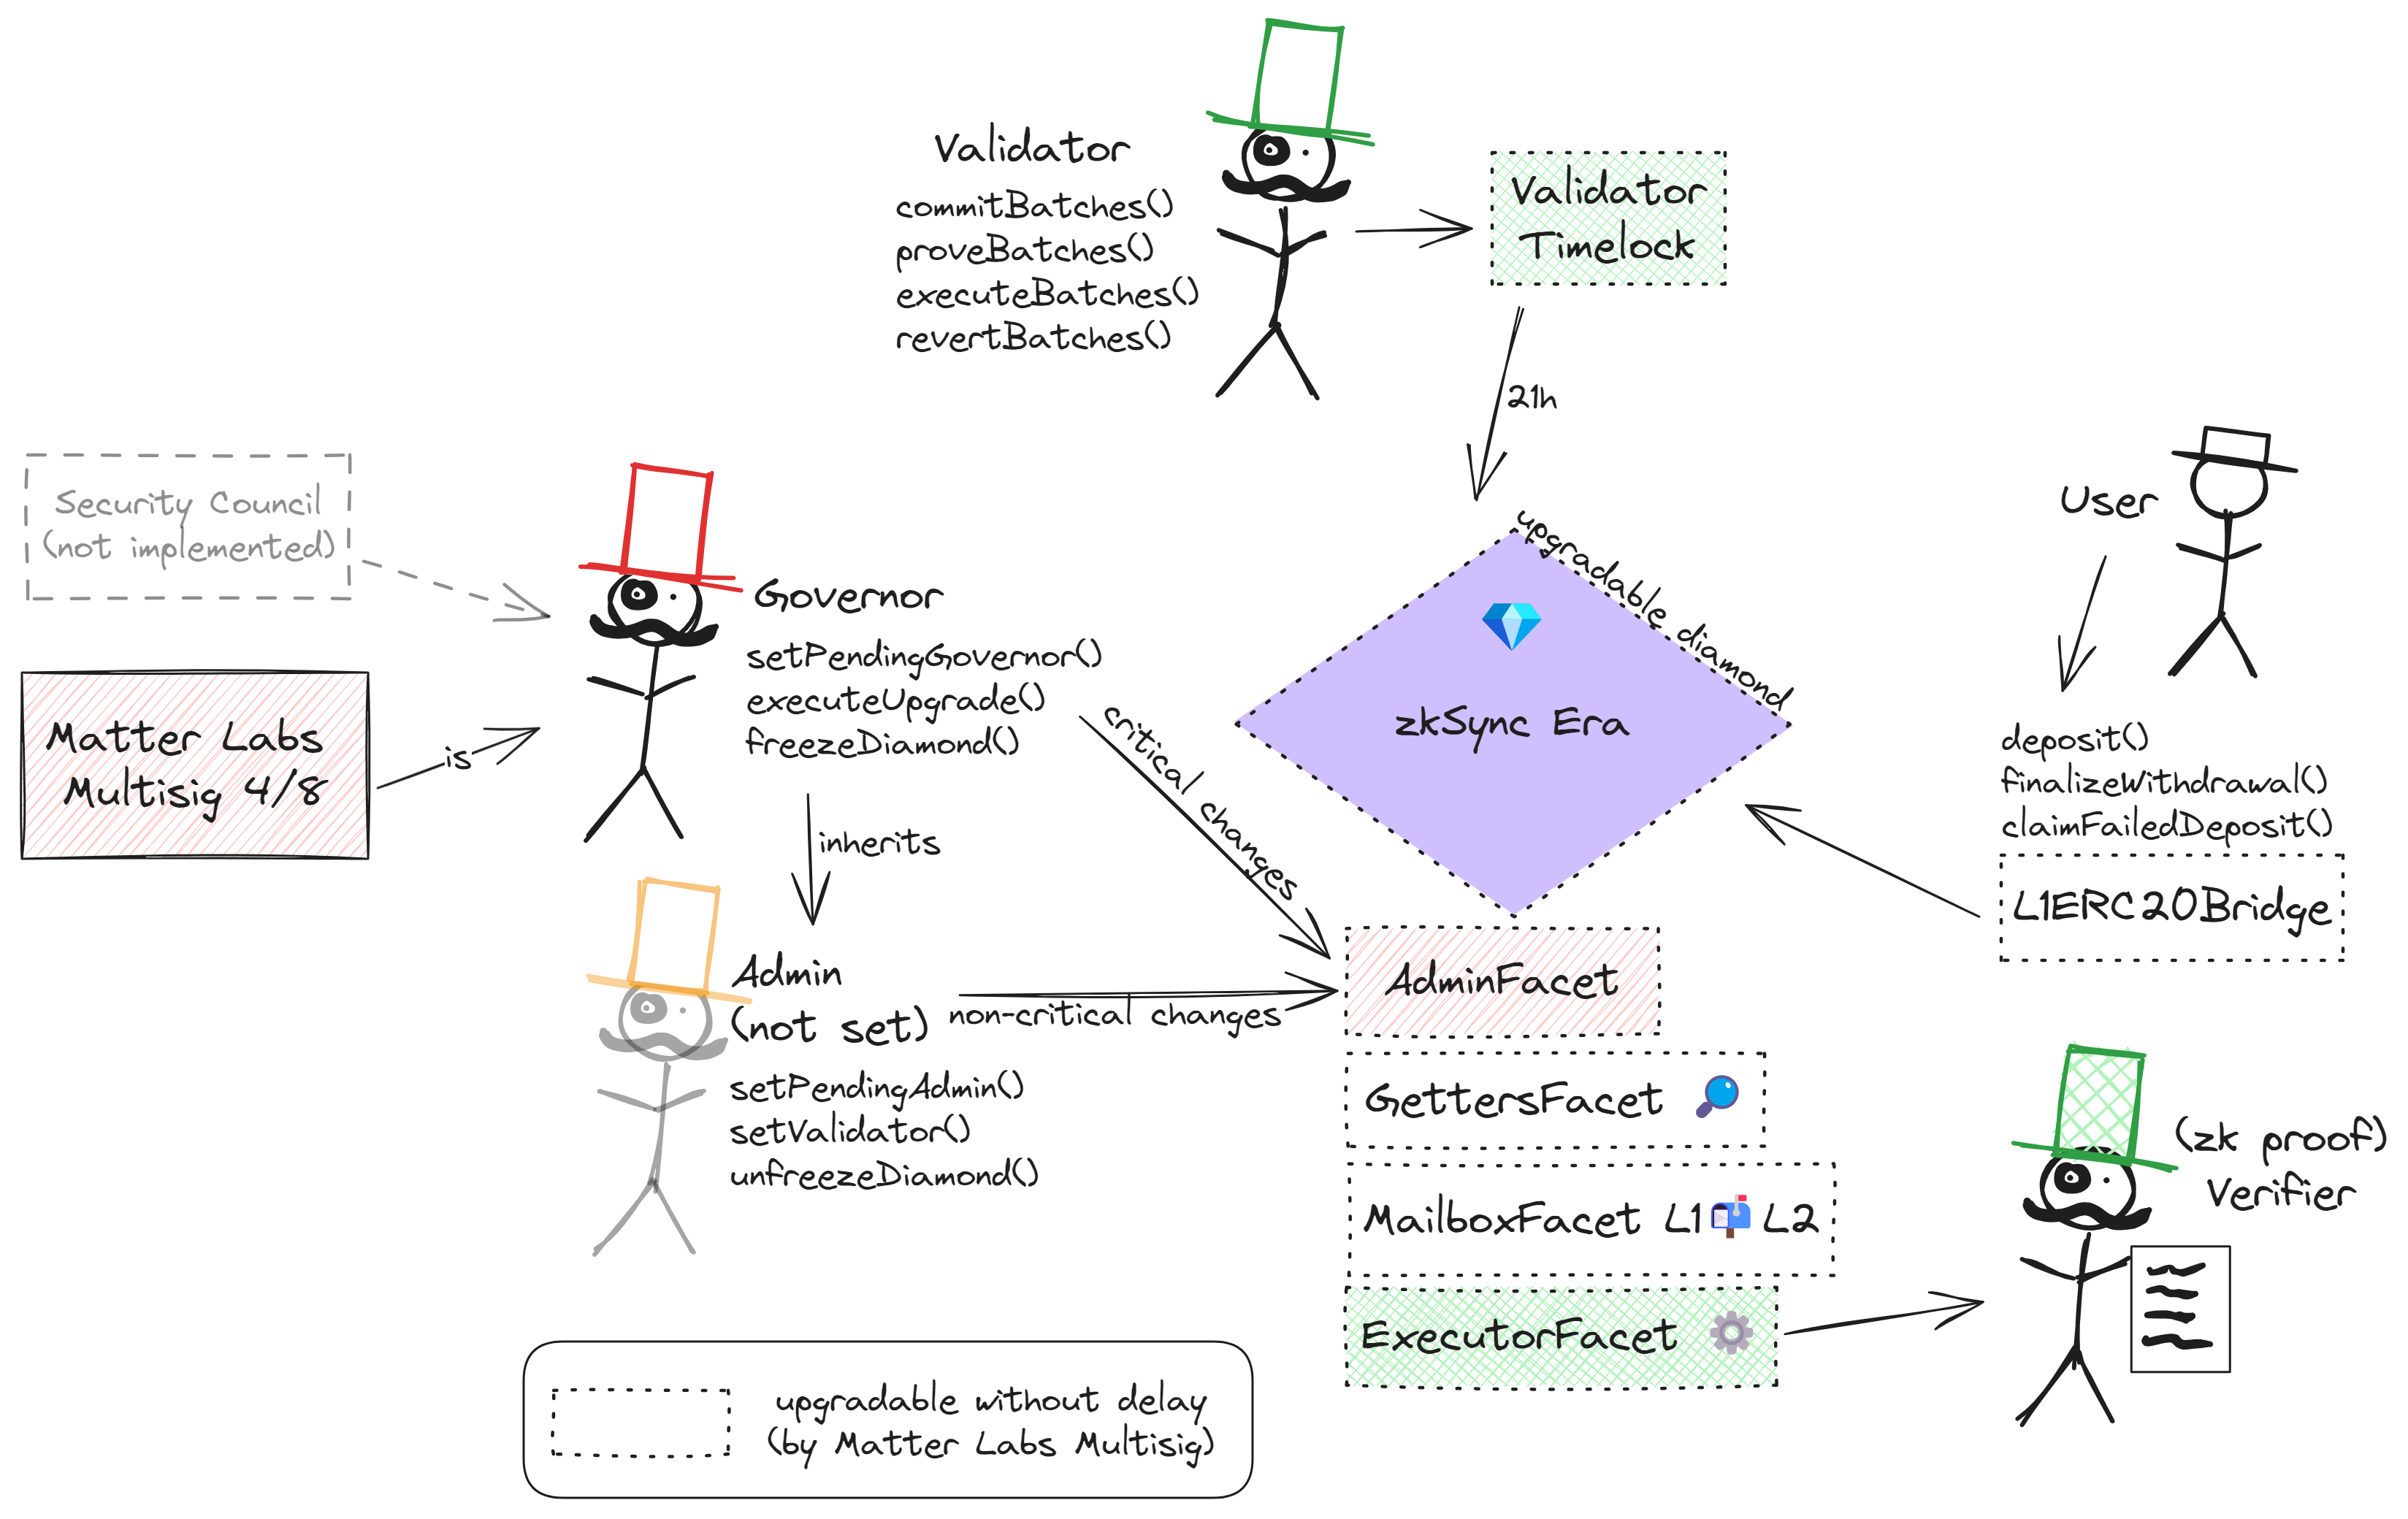 Validator
commitBatches()
proveBatches()
executeBatches()
revertBatches()
Validator
Timelock
21h
Security Council
(not implemented)
Matter Labs
Multisig 4/8
is
Governor
setPendingGovernor()
executeUpgrade()
freezeDiamond()
inherits
critical changes
Admin
(not set)
setPendingAdmin()
setValidator()
unfreezeDiamond()
non-critical changes
upgradable diamond
zkSync Era
User
deposit()
finalizeWithdrawal()
claimFailedDeposit()
L1ERC20Bridge
AdminFacet
GettersFacet
MailboxFacet L1 L2
ExecutorFacet
(zk proof)
Verifier
upgradable without delay
(by Matter Labs Multisig)